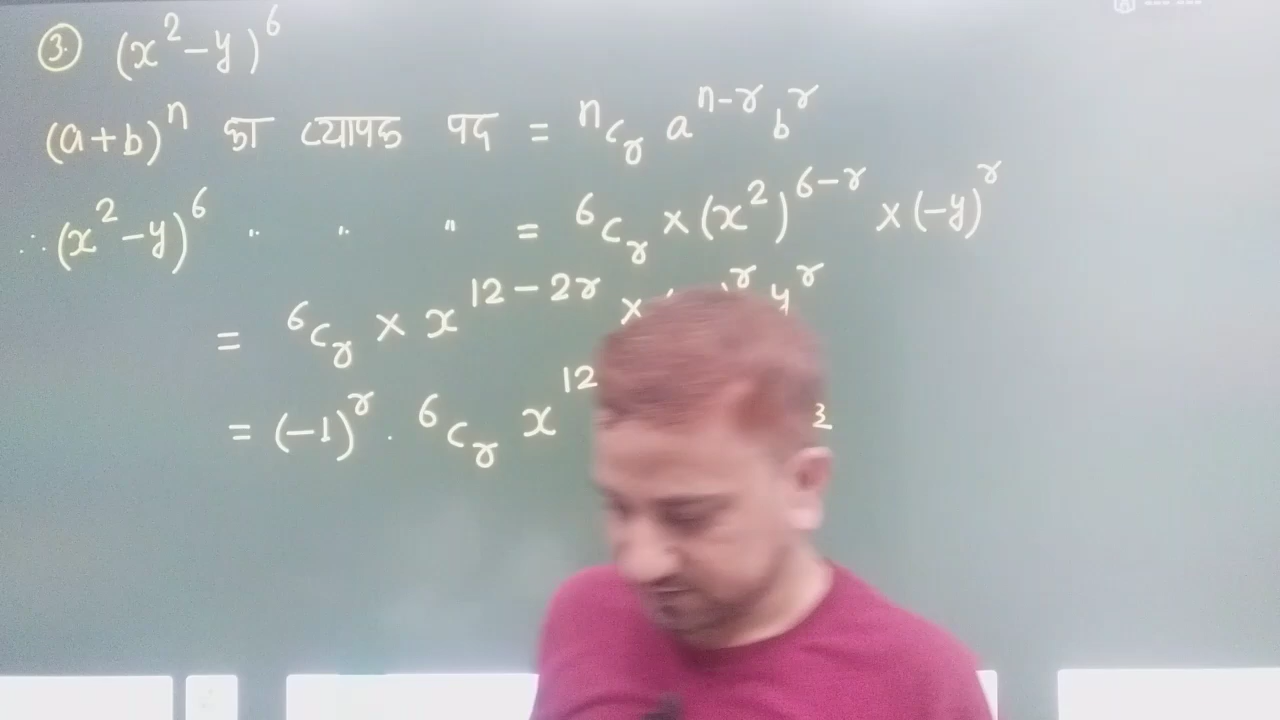 ③ (x²-y)⁶
(a+b)ⁿ का व्यापक पद = ⁿCᵣ aⁿ⁻ʳ bʳ
∴ (x²-y)⁶ " " " = ⁶Cᵣ × (x²)⁶⁻ʳ × (-y)ʳ
= ⁶Cᵣ × x¹²⁻²ʳ × ( ʳ yʳ
= (-1)ʳ . ⁶Cᵣ x¹²